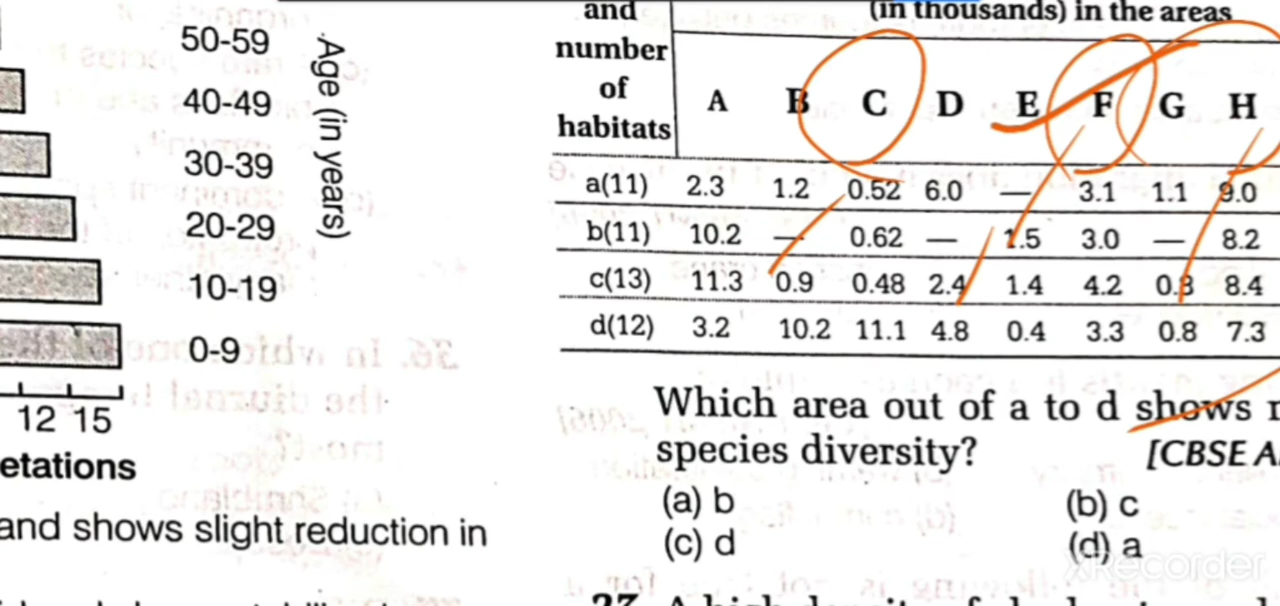 50-59
40-49
30-39
20-29
10-19
0-9
Age (in years)
12 15
etations
and shows slight reduction in
and (in thousands) in the areas
number
of
habitats A B C D E F G H
a(11) 2.3 1.2 0.52 6.0 — 3.1 1.1 9.0
b(11) 10.2 — 0.62 — 1.5 3.0 — 8.2
c(13) 11.3 0.9 0.48 2.4 1.4 4.2 0.3 8.4
d(12) 3.2 10.2 11.1 4.8 0.4 3.3 0.8 7.3
Which area out of a to d shows
species diversity? [CBSE A
(a) b (b) c
(c) d (d) a
XRecorder